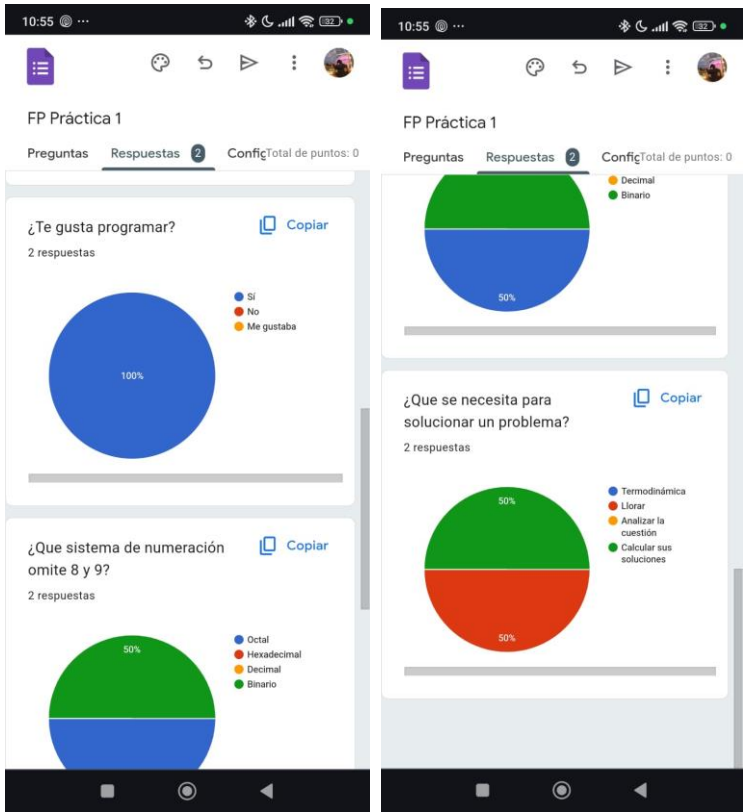 10:55
32
FP Práctica 1
Preguntas Respuestas 2 Config Total de puntos: 0
¿Te gusta programar?
Copiar
2 respuestas
Sí
No
Me gustaba
100%
¿Que sistema de numeración
omite 8 y 9?
Copiar
2 respuestas
50%
Octal
Hexadecimal
Decimal
Binario
10:55
32
FP Práctica 1
Preguntas Respuestas 2 Config Total de puntos: 0
Decimal
Binario
50%
¿Que se necesita para
solucionar un problema?
Copiar
2 respuestas
50%
Termodinámica
Llorar
Analizar la
cuestión
Calcular sus
soluciones
50%